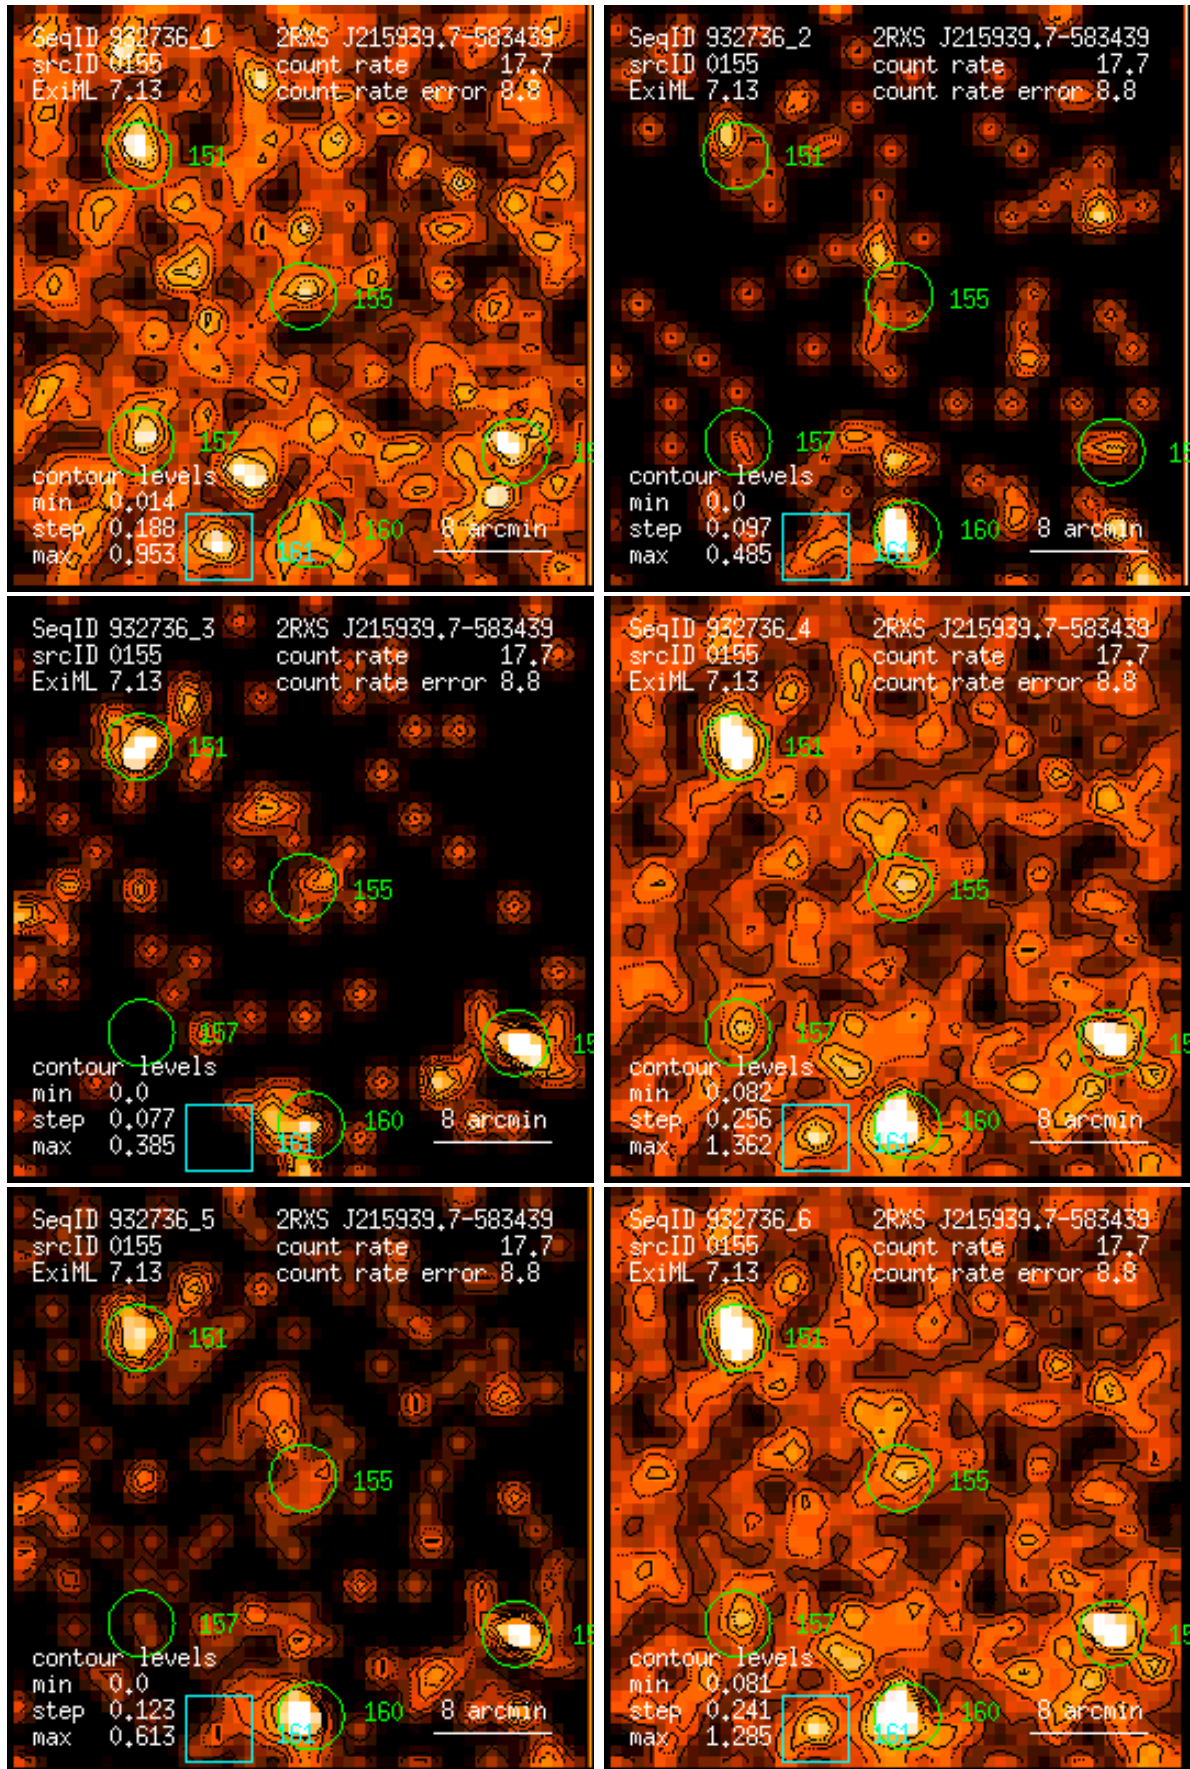 SeqID 932736_1 2RXS J215939.7-583439
srcID 0155 count rate 17.7
ExiML 7.13 count rate error 8.8
151
155
157
15
contour levels
min 0.014
step 0.188 160 8 arcmin
max 0.953 161
SeqID 932736_2 2RXS J215939.7-583439
srcID 0155 count rate 17.7
ExiML 7.13 count rate error 8.8
151
155
157
15
contour levels
min 0.0
step 0.097 160 8 arcmin
max 0.485 161
SeqID 932736_3 2RXS J215939.7-583439
srcID 0155 count rate 17.7
ExiML 7.13 count rate error 8.8
151
155
157
15
contour levels
min 0.0
step 0.077 160 8 arcmin
max 0.385 161
SeqID 932736_4 2RXS J215939.7-583439
srcID 0155 count rate 17.7
ExiML 7.13 count rate error 8.8
151
155
157
15
contour levels
min 0.082
step 0.256 160 8 arcmin
max 1.362 161
SeqID 932736_5 2RXS J215939.7-583439
srcID 0155 count rate 17.7
ExiML 7.13 count rate error 8.8
151
155
157
15
contour levels
min 0.0
step 0.123 160 8 arcmin
max 0.613 161
SeqID 932736_6 2RXS J215939.7-583439
srcID 0155 count rate 17.7
ExiML 7.13 count rate error 8.8
151
155
157
15
contour levels
min 0.081
step 0.241 160 8 arcmin
max 1.285 161